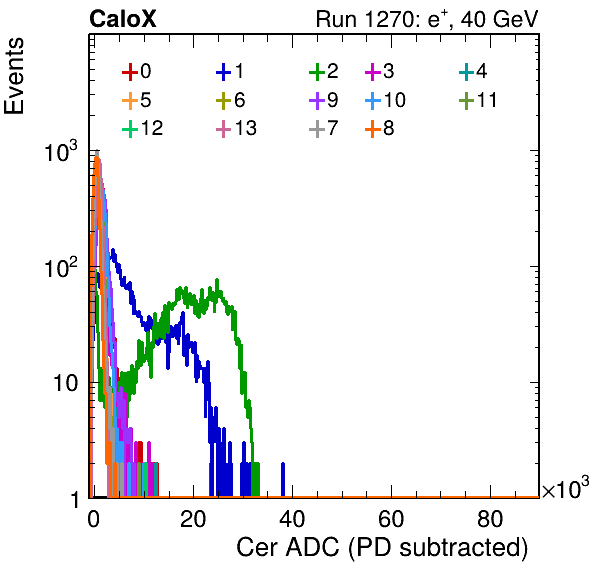 CaloX Run 1270: e⁺, 40 GeV
Events
0 1 2 3 4
5 6 9 10 11
12 13 7 8
10³
10²
10
1
0 20 40 60 80
×10³
Cer ADC (PD subtracted)